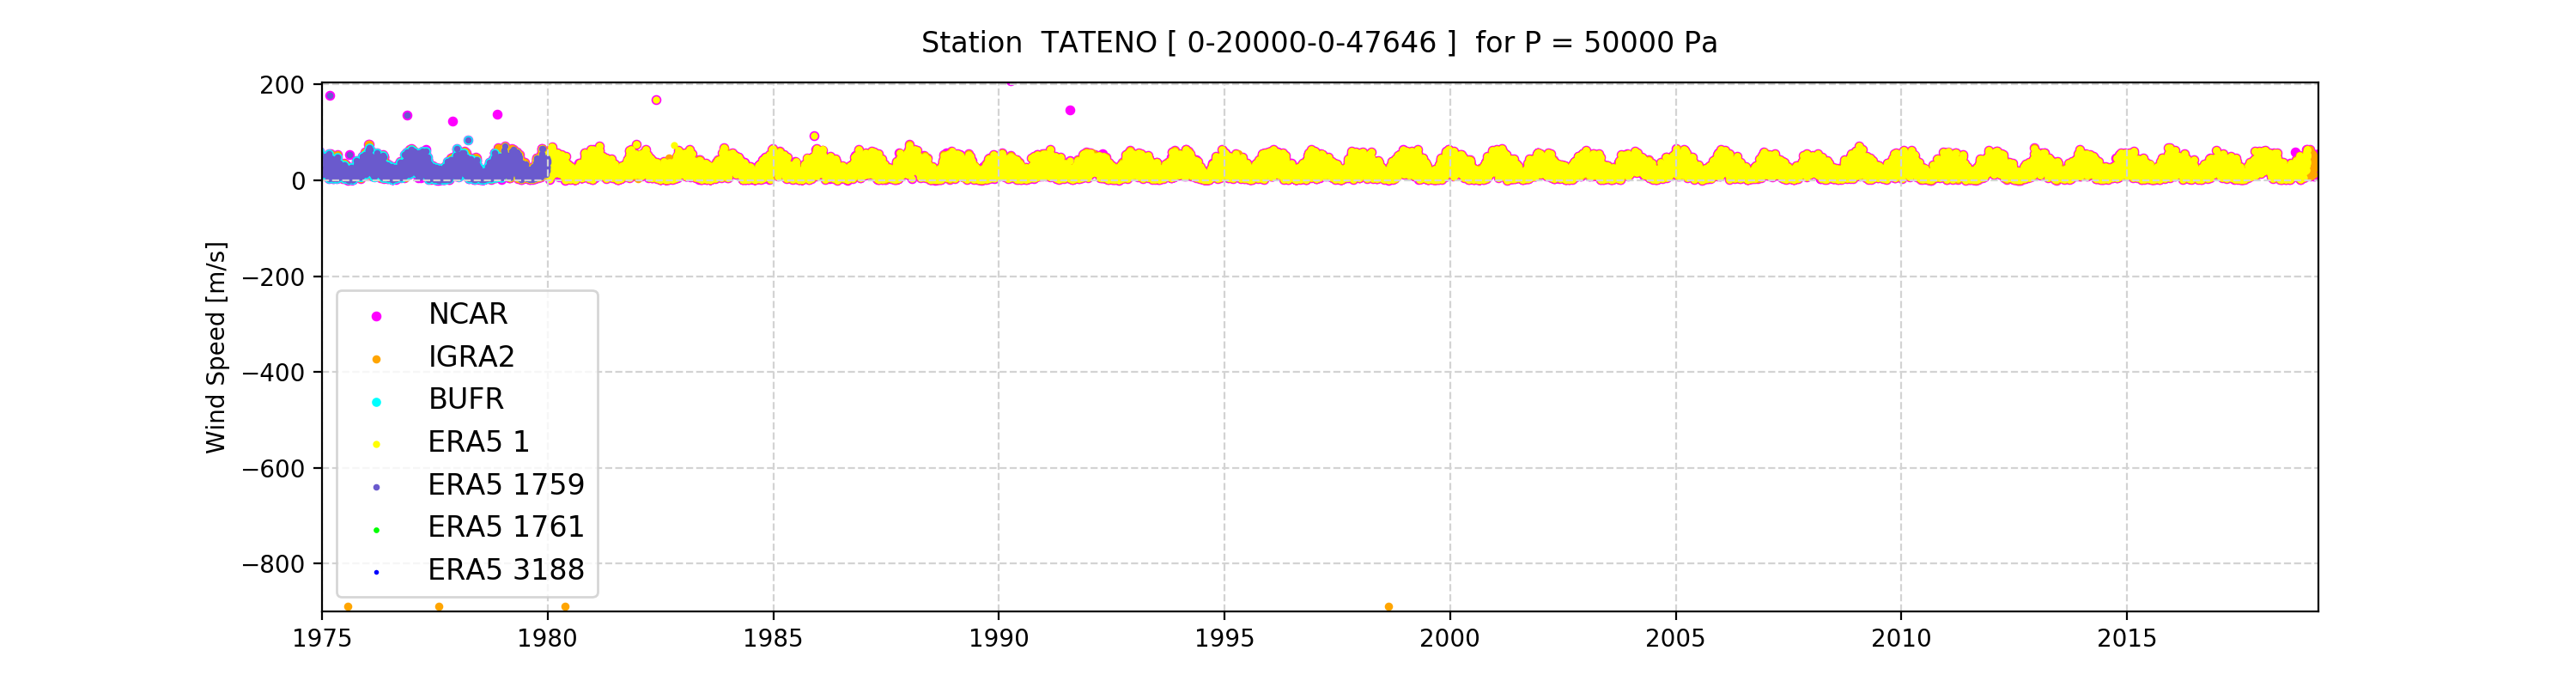 Station  TATENO [ 0-20000-0-47646 ]  for P = 50000 Pa
200
0
−200
−400
−600
−800
Wind Speed [m/s]
NCAR
IGRA2
BUFR
ERA5 1
ERA5 1759
ERA5 1761
ERA5 3188
1975 1980 1985 1990 1995 2000 2005 2010 2015